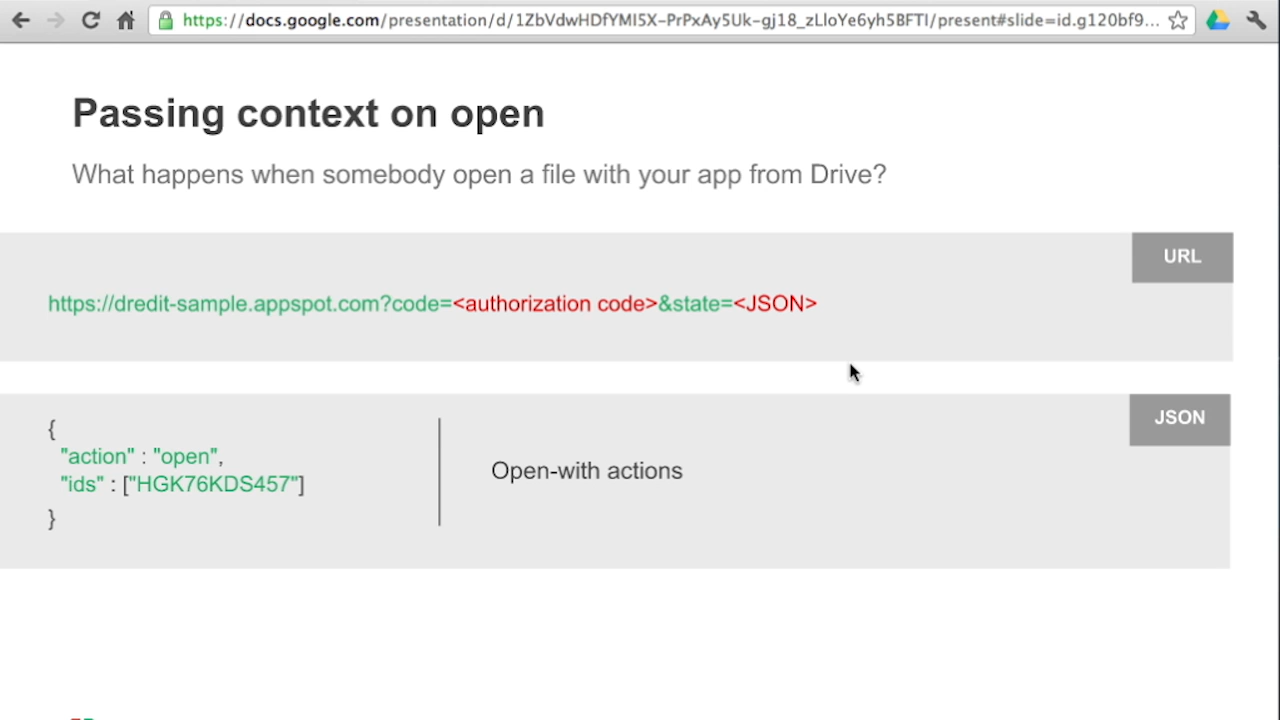 https://docs.google.com/presentation/d/1ZbVdwHDfYMI5X-PrPxAy5Uk-gj18_zLloYe6yh5BFTI/present#slide=id.g120bf9...
Passing context on open
What happens when somebody open a file with your app from Drive?
URL
https://dredit-sample.appspot.com?code=<authorization code>&state=<JSON>
JSON
{
"action" : "open",
"ids" : ["HGK76KDS457"]
}
Open-with actions